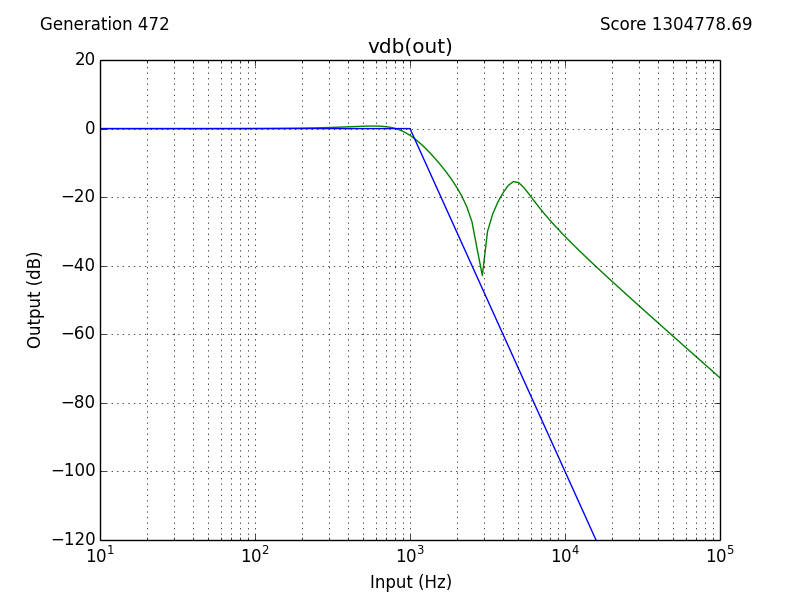 Generation 472
Score 1304778.69
vdb(out)
20
0
−20
−40
−60
−80
−100
−120
Output (dB)
10¹
10²
10³
10⁴
10⁵
Input (Hz)